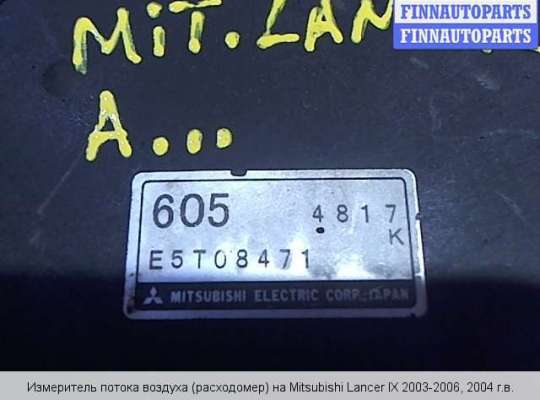 FINNAUTOPARTS
FINNAUTOPARTS
MiT. LAN
A...
605
4817
K
E5T08471
MITSUBISHI ELECTRIC CORP. JAPAN
Измеритель потока воздуха (расходомер) на Mitsubishi Lancer IX 2003-2006, 2004 г.в.